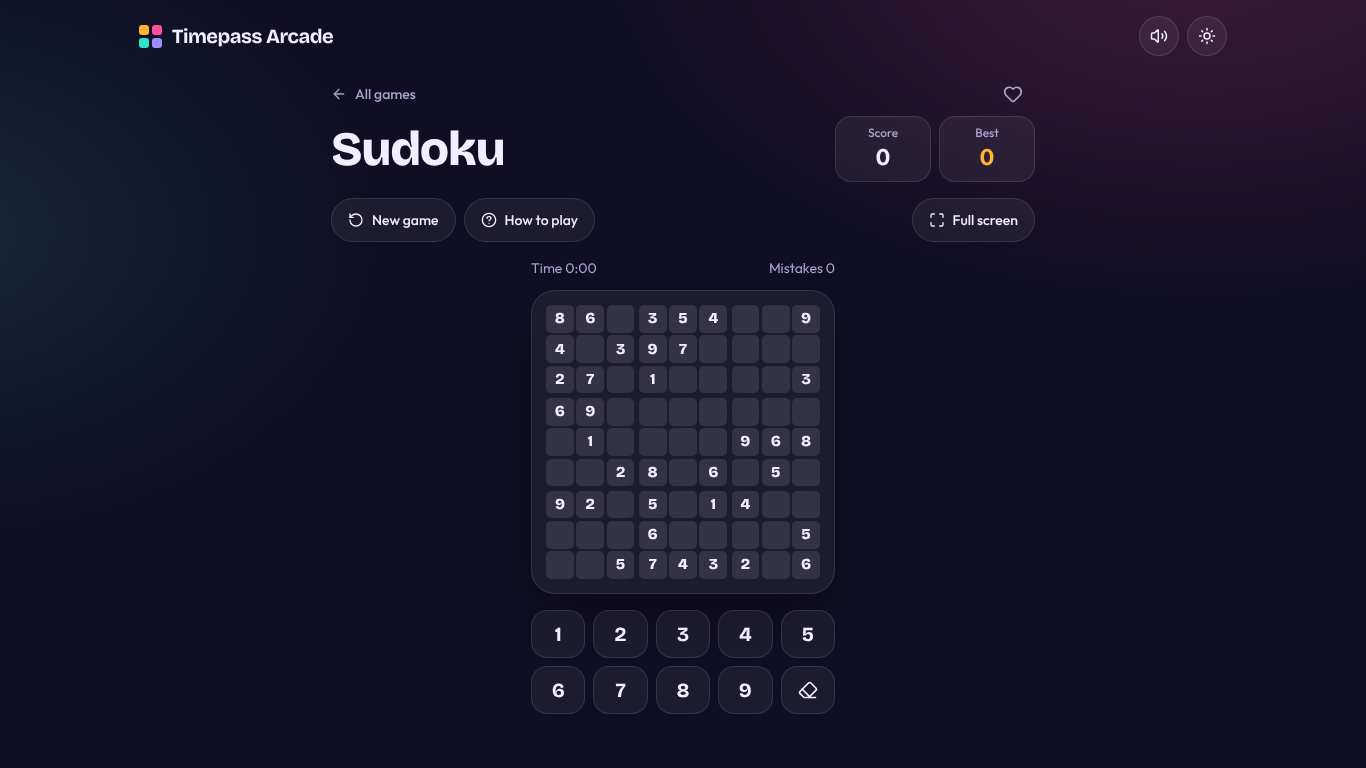 Timepass Arcade
All games
Sudoku
Score
0
Best
0
New game
How to play
Full screen
Time 0:00
Mistakes 0
8 6 3 5 4 9
4 3 9 7
2 7 1 3
6 9
1 9 6 8
2 8 6 5
9 2 5 1 4
6 5
5 7 4 3 2 6
1 2 3 4 5
6 7 8 9